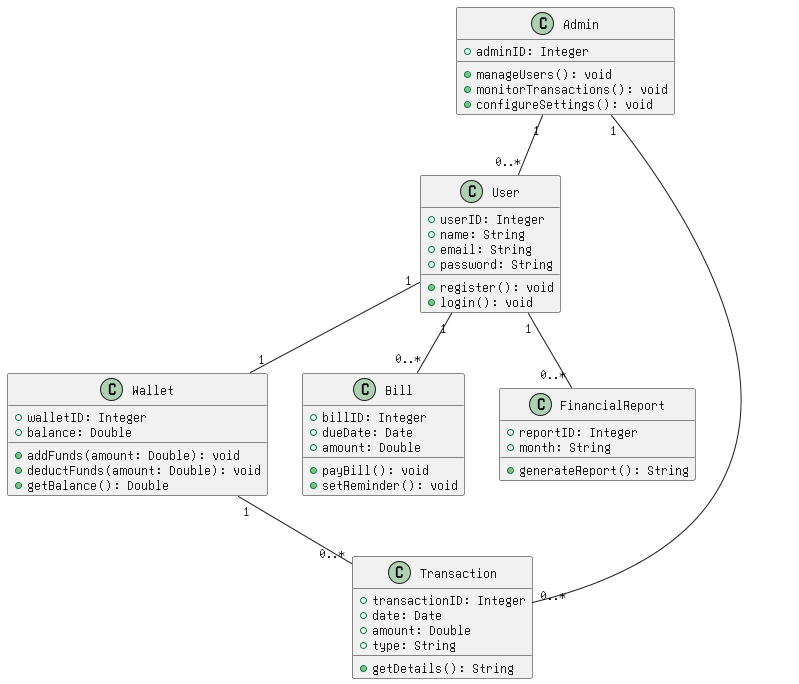 C Admin
adminID: Integer
manageUsers(): void
monitorTransactions(): void
configureSettings(): void
1
1
0..*
C User
userID: Integer
name: String
email: String
password: String
register(): void
login(): void
1
1
1
1
0..*
0..*
C Wallet
walletID: Integer
balance: Double
addFunds(amount: Double): void
deductFunds(amount: Double): void
getBalance(): Double
C Bill
billID: Integer
dueDate: Date
amount: Double
payBill(): void
setReminder(): void
C FinancialReport
reportID: Integer
month: String
generateReport(): String
1
0..*
0..*
C Transaction
transactionID: Integer
date: Date
amount: Double
type: String
getDetails(): String